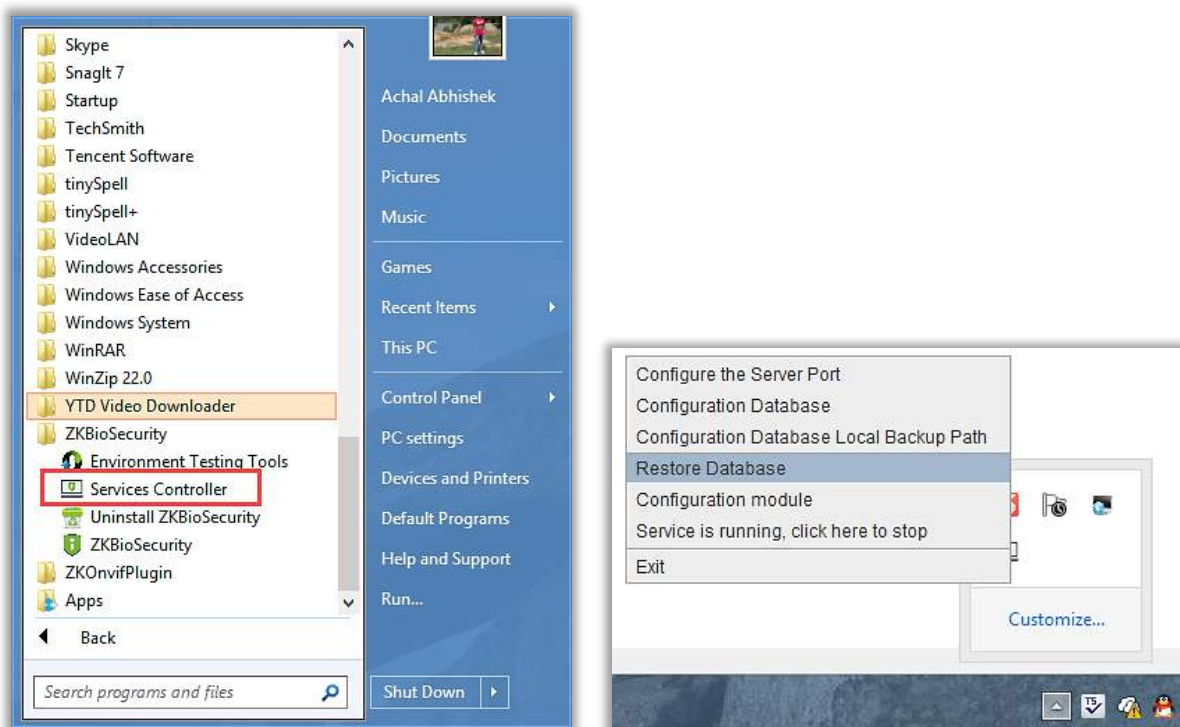 Skype
SnagIt 7
Startup
TechSmith
Tencent Software
tinySpell
tinySpell+
VideoLAN
Windows Accessories
Windows Ease of Access
Windows System
WinRAR
WinZip 22.0
YTD Video Downloader
ZKBioSecurity
Environment Testing Tools
Services Controller
Uninstall ZKBioSecurity
ZKBioSecurity
ZKOnvifPlugin
Apps
Back
Search programs and files
Achal Abhishek
Documents
Pictures
Music
Games
Recent Items
This PC
Control Panel
PC settings
Devices and Printers
Default Programs
Help and Support
Run...
Shut Down
Configure the Server Port
Configuration Database
Configuration Database Local Backup Path
Restore Database
Configuration module
Service is running, click here to stop
Exit
Customize...
TS